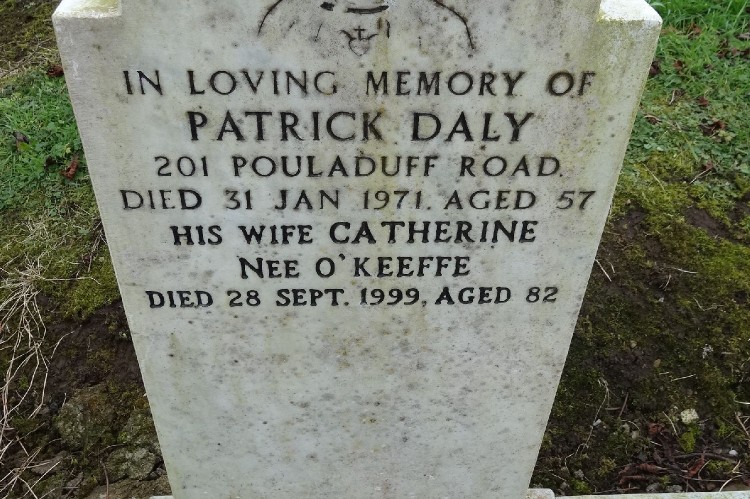 IN LOVING MEMORY OF
PATRICK DALY
201 POULADUFF ROAD.
DIED 31 JAN 1971. AGED 57
HIS WIFE CATHERINE
NEE O'KEEFFE
DIED 28 SEPT. 1999. AGED 82